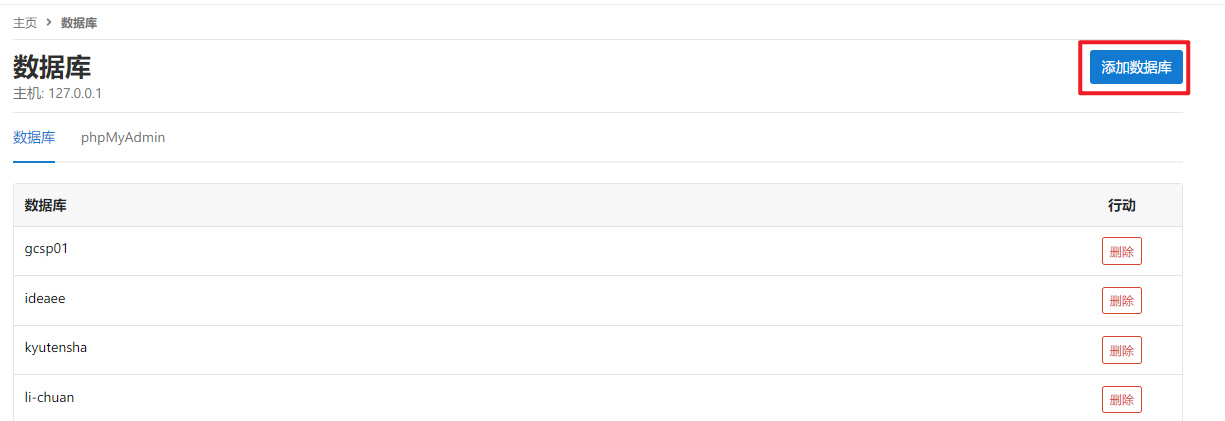 主页 > 数据库
数据库
添加数据库
主机: 127.0.0.1
数据库 phpMyAdmin
数据库 行动
gcsp01 删除
ideaee 删除
kyutensha 删除
li-chuan 删除